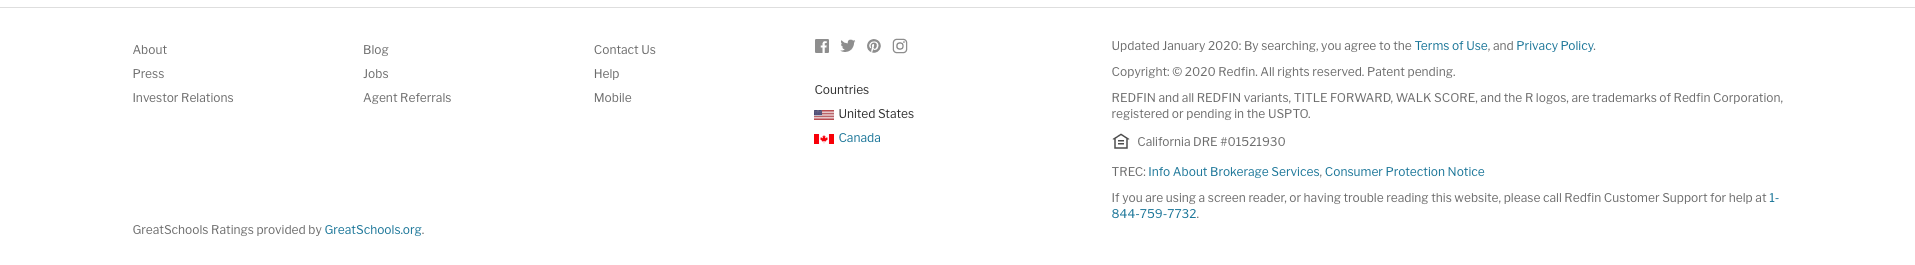 About
Press
Investor Relations
Blog
Jobs
Agent Referrals
Contact Us
Help
Mobile
Countries
United States
Canada
GreatSchools Ratings provided by GreatSchools.org.
Updated January 2020: By searching, you agree to the Terms of Use, and Privacy Policy.
Copyright: © 2020 Redfin. All rights reserved. Patent pending.
REDFIN and all REDFIN variants, TITLE FORWARD, WALK SCORE, and the R logos, are trademarks of Redfin Corporation,
registered or pending in the USPTO.
California DRE #01521930
TREC: Info About Brokerage Services, Consumer Protection Notice
If you are using a screen reader, or having trouble reading this website, please call Redfin Customer Support for help at 1-
844-759-7732.